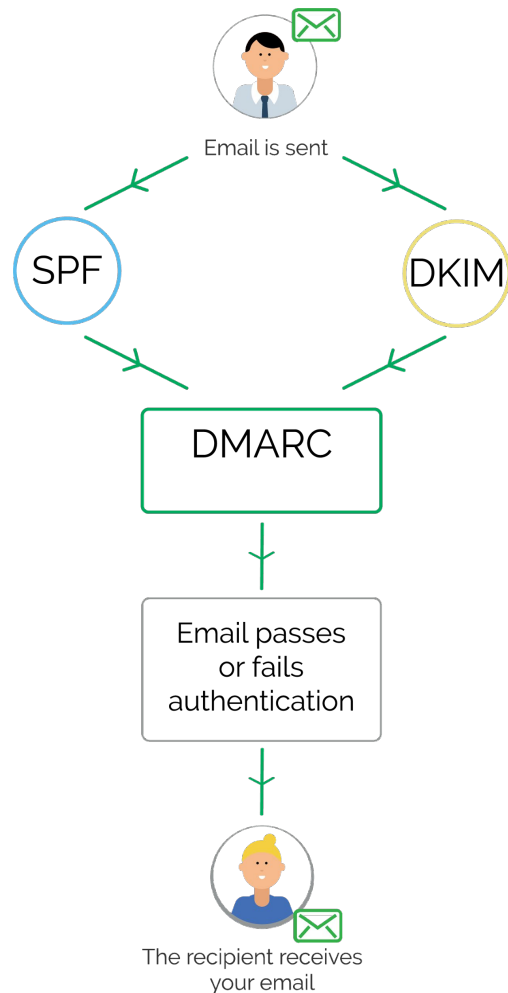 Email is sent
SPF
DKIM
DMARC
Email passes
or fails
authentication
The recipient receives
your email